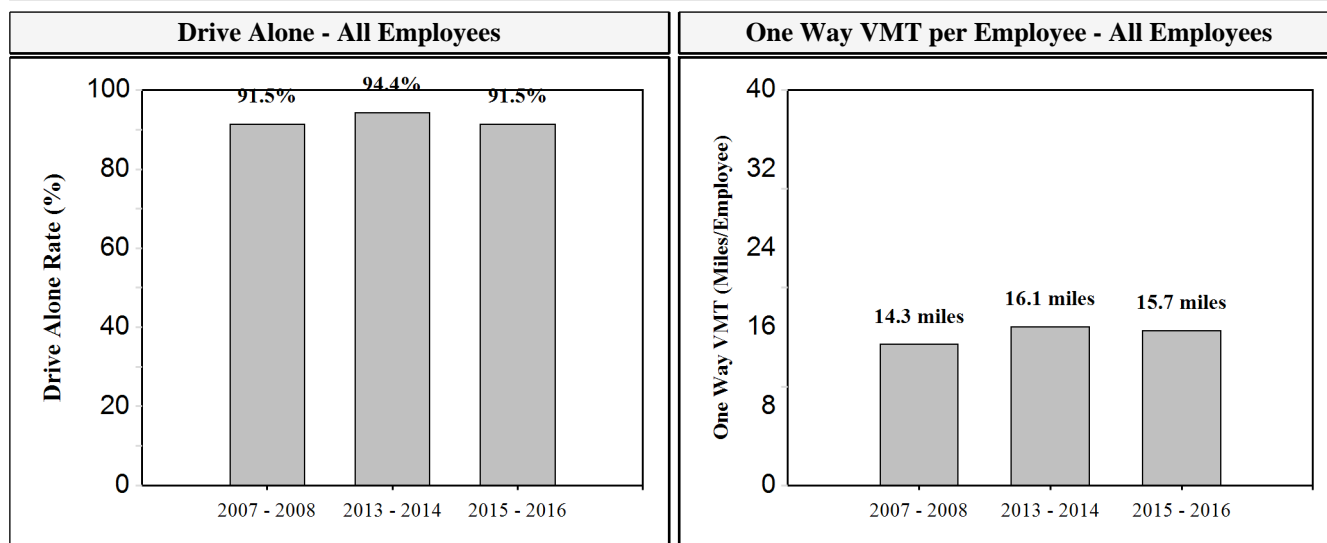 Drive Alone - All Employees
One Way VMT per Employee - All Employees
Drive Alone Rate (%)
100
80
60
40
20
0
91.5%
94.4%
91.5%
2007 - 2008
2013 - 2014
2015 - 2016
One Way VMT (Miles/Employee)
40
32
24
16
8
0
14.3 miles
16.1 miles
15.7 miles
2007 - 2008
2013 - 2014
2015 - 2016